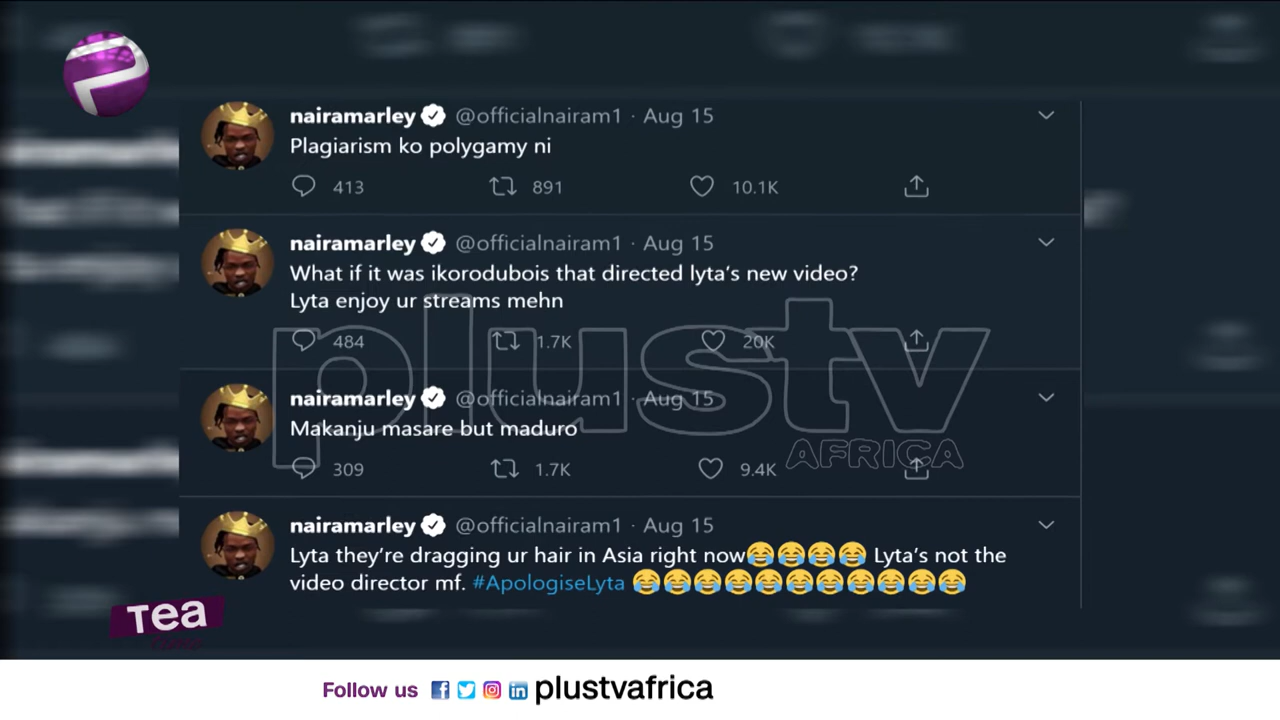 nairamarley @officialnairam1 · Aug 15
Plagiarism ko polygamy ni
413 891 10.1K
nairamarley @officialnairam1 · Aug 15
What if it was ikorodubois that directed lyta's new video?
Lyta enjoy ur streams mehn
484 1.7K 20K
nairamarley @officialnairam1 · Aug 15
Makanju masare but maduro
309 1.7K 9.4K
nairamarley @officialnairam1 · Aug 15
Lyta they're dragging ur hair in Asia right now😂😂😂😂 Lyta's not the
video director mf. #ApologiseLyta 😂😂😂😂😂😂😂😂😂😂😂
plustv
AFRICA
Tea
Follow us plustvafrica